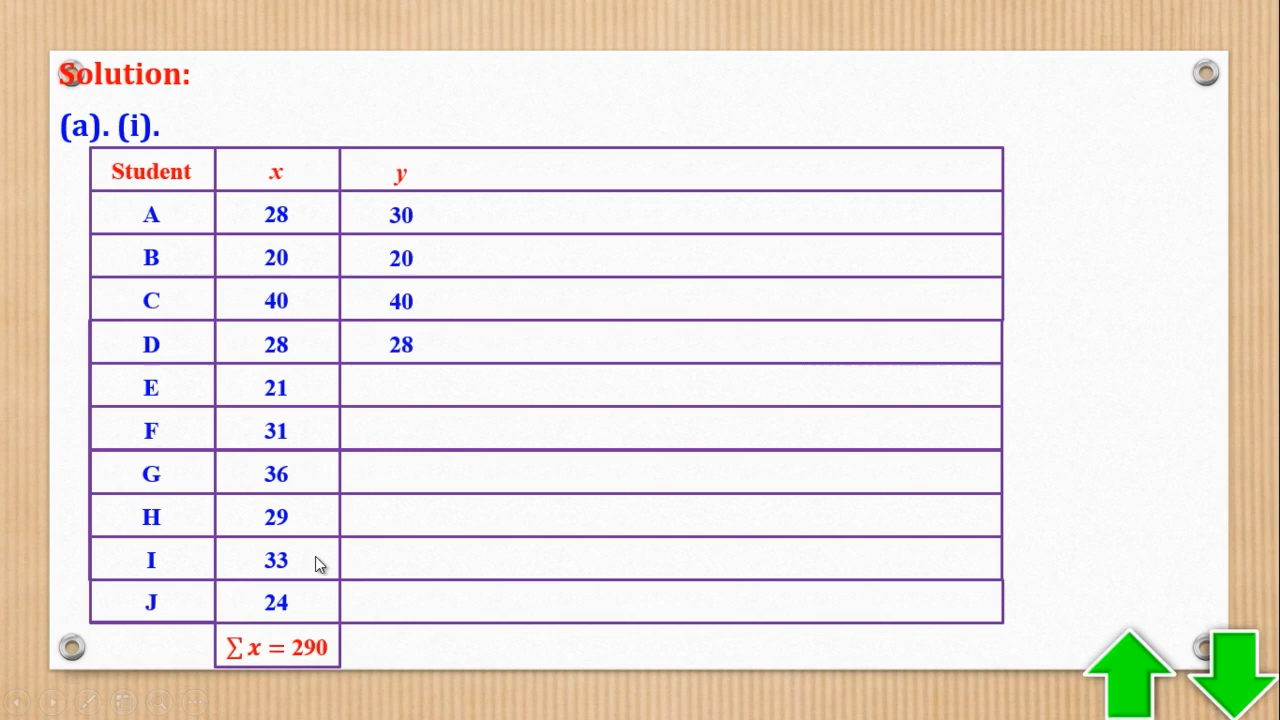 Solution:
(a). (i).
Student x y
A 28 30
B 20 20
C 40 40
D 28 28
E 21
F 31
G 36
H 29
I 33
J 24
∑ x = 290